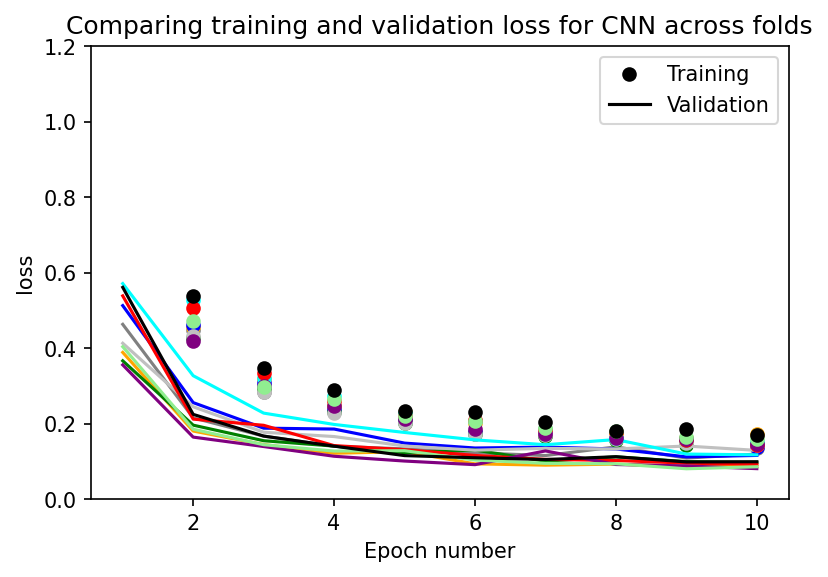 Comparing training and validation loss for CNN across folds
1.2
1.0
0.8
0.6
0.4
0.2
0.0
loss
Training
Validation
2
4
6
8
10
Epoch number